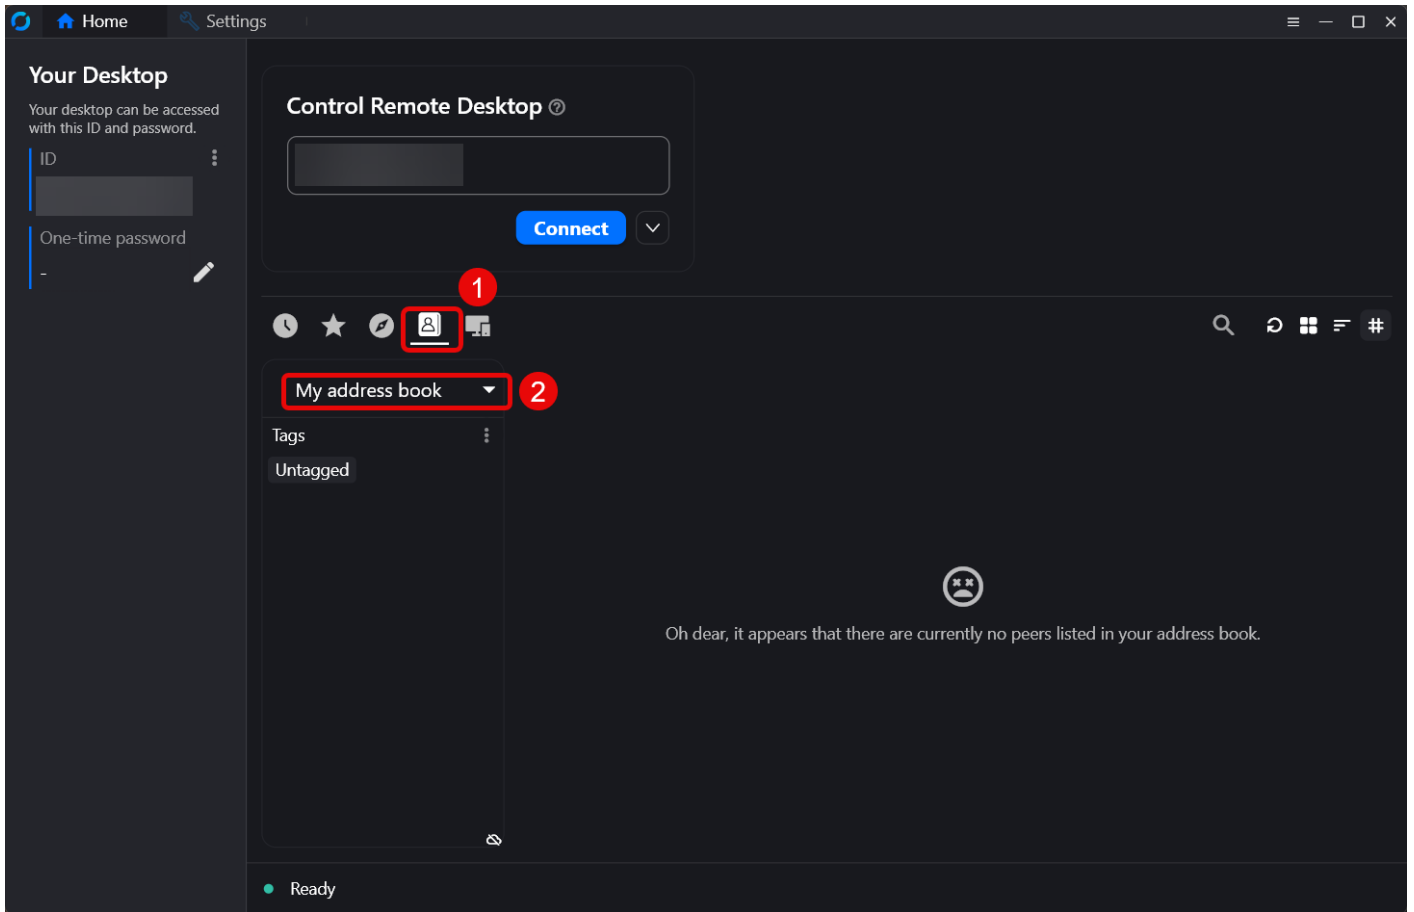 Home
Settings
Your Desktop
Your desktop can be accessed
with this ID and password.
ID
One-time password
-
Control Remote Desktop
Connect
1
My address book
2
Tags
Untagged
Oh dear, it appears that there are currently no peers listed in your address book.
Ready